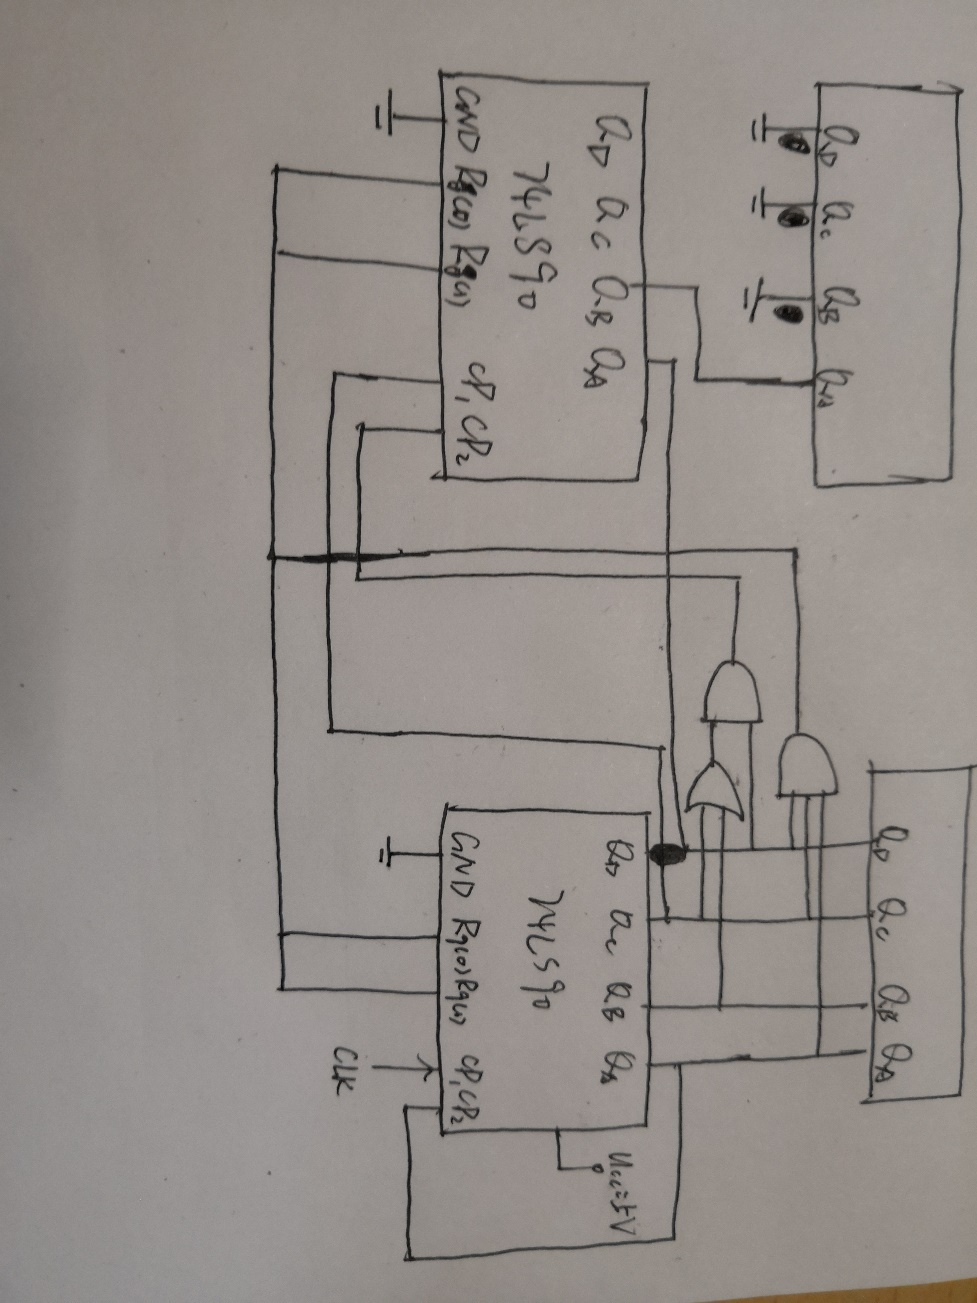 QD QC QB QA
QD QC QB QA
74LS90
GND R9(0) R9(1) CP1 CP2
QD QC QB QA
QD QC QB QA
74LS90
GND R9(0) R9(1) CP1 CP2
CLK
Ucc=5V